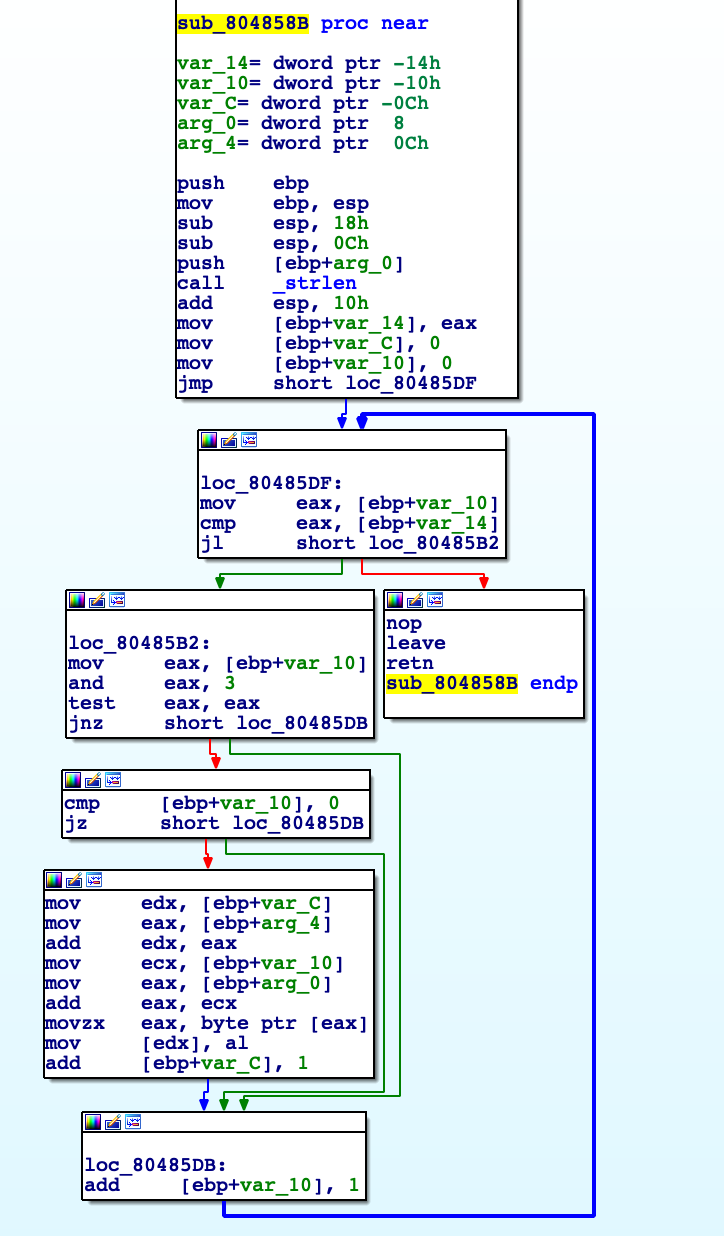 sub_804858B proc near
var_14= dword ptr -14h
var_10= dword ptr -10h
var_C= dword ptr -0Ch
arg_0= dword ptr  8
arg_4= dword ptr  0Ch
push    ebp
mov     ebp, esp
sub     esp, 18h
sub     esp, 0Ch
push    [ebp+arg_0]
call    _strlen
add     esp, 10h
mov     [ebp+var_14], eax
mov     [ebp+var_C], 0
mov     [ebp+var_10], 0
jmp     short loc_80485DF
loc_80485DF:
mov     eax, [ebp+var_10]
cmp     eax, [ebp+var_14]
jl      short loc_80485B2
loc_80485B2:
mov     eax, [ebp+var_10]
and     eax, 3
test    eax, eax
jnz     short loc_80485DB
nop
leave
retn
sub_804858B endp
cmp     [ebp+var_10], 0
jz      short loc_80485DB
mov     edx, [ebp+var_C]
mov     eax, [ebp+arg_4]
add     edx, eax
mov     ecx, [ebp+var_10]
mov     eax, [ebp+arg_0]
add     eax, ecx
movzx   eax, byte ptr [eax]
mov     [edx], al
add     [ebp+var_C], 1
loc_80485DB:
add     [ebp+var_10], 1